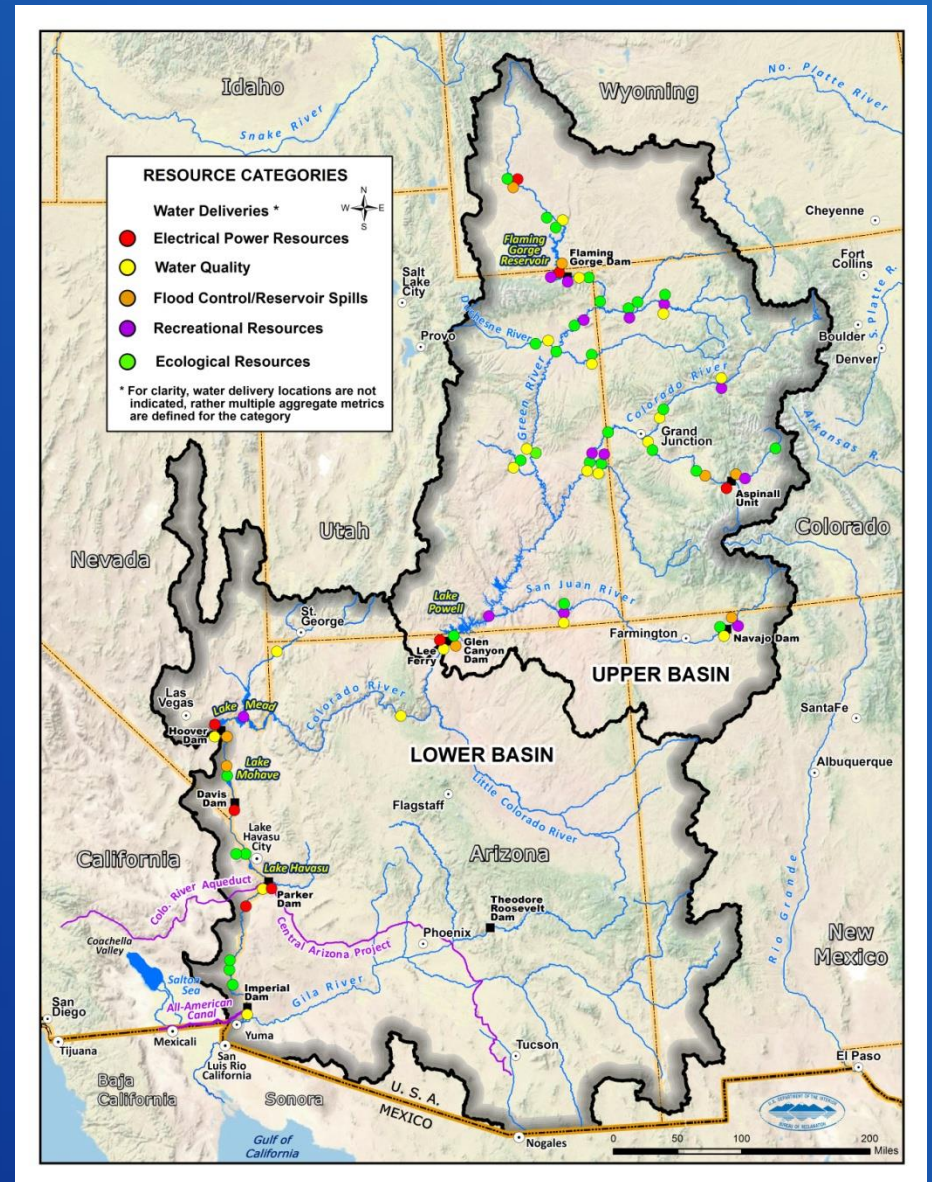 Idaho
Wyoming
No. Platte River
Snake River
RESOURCE CATEGORIES
N
W E
S
Water Deliveries *
Electrical Power Resources
Water Quality
Flood Control/Reservoir Spills
Recreational Resources
Ecological Resources
* For clarity, water delivery locations are not
indicated, rather multiple aggregate metrics
are defined for the category
Cheyenne
Flaming
Gorge
Reservoir
Flaming
Gorge Dam
Fort
Collins
Salt
Lake
City
S. Platte R.
Duchesne River
Provo
Boulder
Denver
Green River
Colorado River
Grand
Junction
Arkansas R.
Aspinall
Unit
Colorado
Utah
Nevada
San Juan River
Lake
Powell
St.
George
Farmington
Navajo Dam
Lee
Ferry
Glen
Canyon
Dam
UPPER BASIN
Las
Vegas
Lake Mead
Colorado River
SantaFe
Hoover
Dam
LOWER BASIN
Lake
Mohave
Albuquerque
Davis
Dam
Flagstaff
Little Colorado River
Lake
Havasu
City
California
Arizona
Lake Havasu
Colo. River Aqueduct
Parker
Dam
Theodore
Roosevelt
Dam
Central Arizona Project
Phoenix
Rio Grande
New
Mexico
Coachella
Valley
Salton
Sea
Imperial
Dam
Gila River
All-American
Canal
San
Diego
Yuma
Tucson
Tijuana
Mexicali
San
Luis Rio
California
El Paso
Baja
California
Sonora
U. S. A.
MEXICO
U.S. DEPARTMENT OF THE INTERIOR
BUREAU OF RECLAMATION
Gulf of
California
Nogales
0 50 100 200
Miles